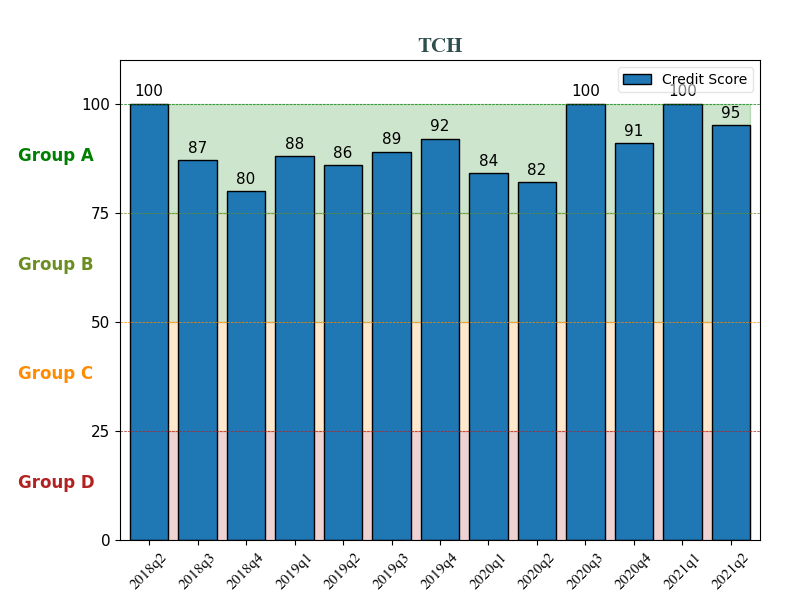 TCH
Credit Score
100
87
80
88
86
89
92
84
82
100
91
100
95
100
75
50
25
0
Group A
Group B
Group C
Group D
2018q2
2018q3
2018q4
2019q1
2019q2
2019q3
2019q4
2020q1
2020q2
2020q3
2020q4
2021q1
2021q2